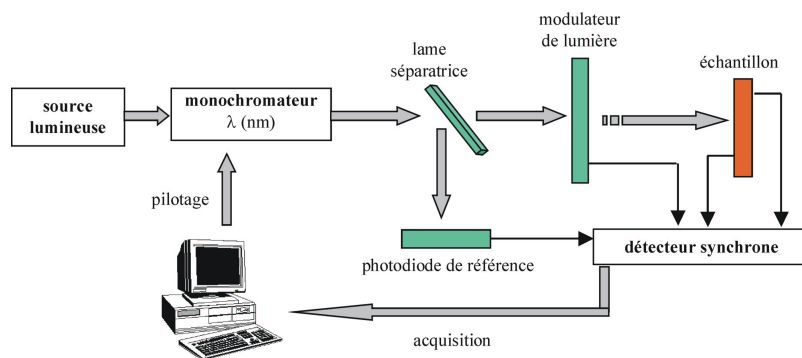 modulateur
de lumière
lame
séparatrice
échantillon
source
lumineuse
monochromateur
λ (nm)
pilotage
photodiode de référence
détecteur synchrone
acquisition